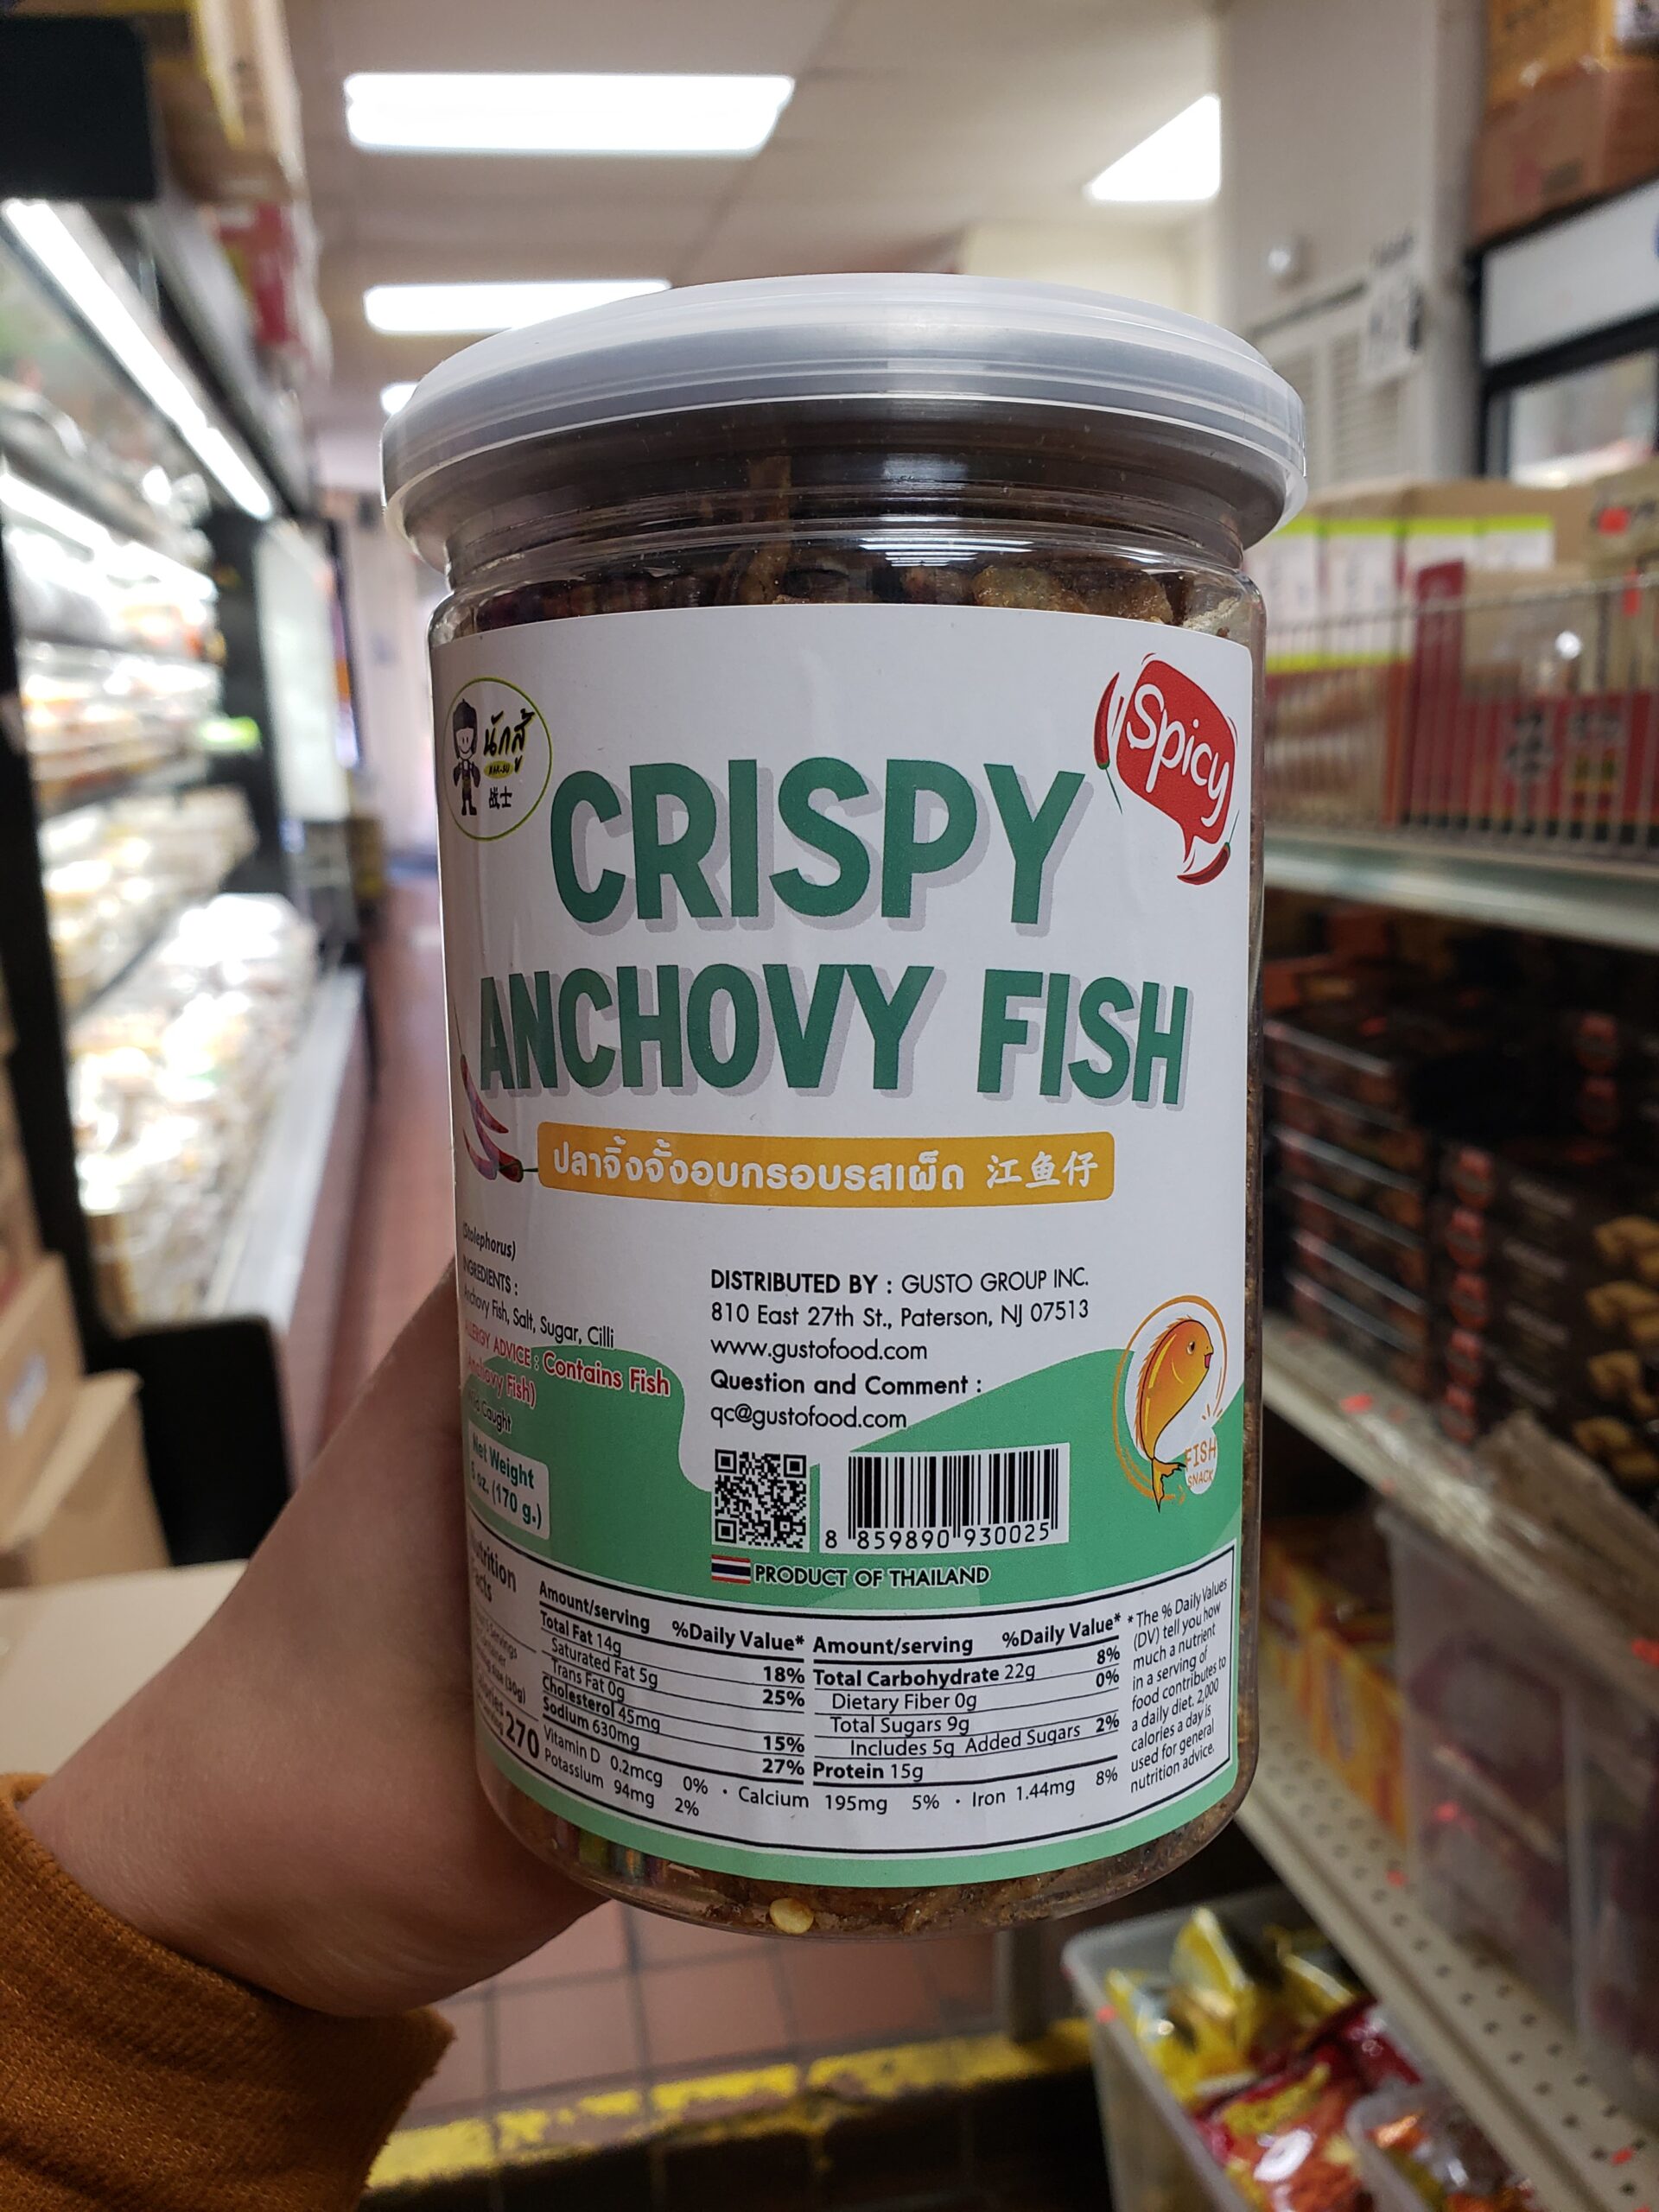 นักสู้
NAK-SU
战士
Spicy
CRISPY
ANCHOVY FISH
ปลาจิ้งจั้งอบกรอบรสเผ็ด 江鱼仔
(Stolephorus)
INGREDIENTS :
Anchovy Fish, Salt, Sugar, Cilli
ALLERGY ADVICE : Contains Fish
(Anchovy Fish)
Wild Caught
Net Weight
6 oz. (170 g.)
DISTRIBUTED BY : GUSTO GROUP INC.
810 East 27th St., Paterson, NJ 07513
www.gustofood.com
Question and Comment :
qc@gustofood.com
8 859890 930025
PRODUCT OF THAILAND
FISH
SNACK
Nutrition
Facts
Servings
size (30g)
Calories 270
Amount/serving %Daily Value*
Total Fat 14g 18%
Saturated Fat 5g 25%
Trans Fat 0g
Cholesterol 45mg 15%
Sodium 630mg 27%
Amount/serving %Daily Value*
Total Carbohydrate 22g 8%
Dietary Fiber 0g 0%
Total Sugars 9g
Includes 5g Added Sugars 2%
Protein 15g
Vitamin D 0.2mcg 0% · Calcium 195mg 5% · Iron 1.44mg 8%
Potassium 94mg 2%
* The % Daily Values
(DV) tell you how
much a nutrient
in a serving of
food contributes to
a daily diet. 2,000
calories a day is
used for general
nutrition advice.